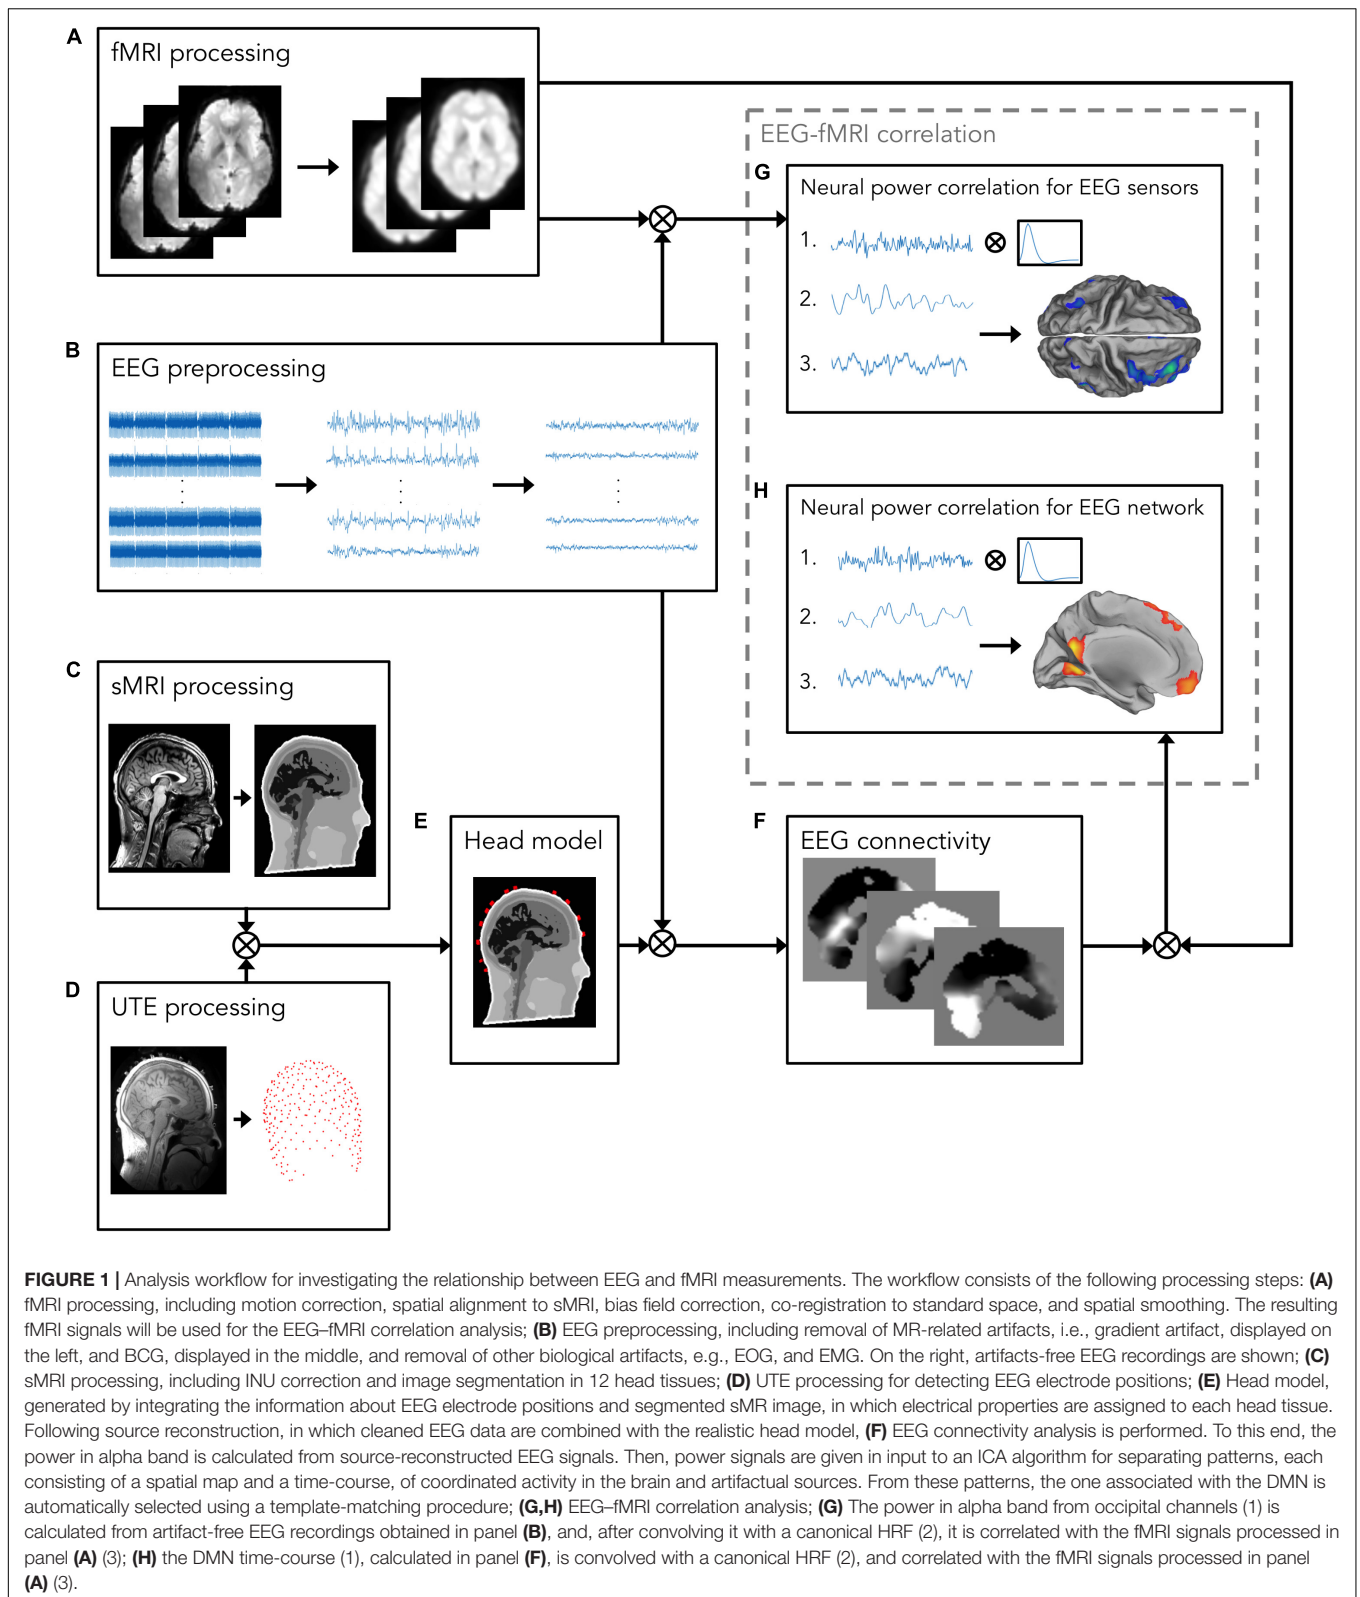 A
fMRI processing
EEG-fMRI correlation
G
Neural power correlation for EEG sensors
1.
2.
3.
B
EEG preprocessing
H
Neural power correlation for EEG network
1.
2.
3.
C
sMRI processing
E
Head model
F
EEG connectivity
D
UTE processing
FIGURE 1 | Analysis workflow for investigating the relationship between EEG and fMRI measurements. The workflow consists of the following processing steps: (A)
fMRI processing, including motion correction, spatial alignment to sMRI, bias field correction, co-registration to standard space, and spatial smoothing. The resulting
fMRI signals will be used for the EEG–fMRI correlation analysis; (B) EEG preprocessing, including removal of MR-related artifacts, i.e., gradient artifact, displayed on
the left, and BCG, displayed in the middle, and removal of other biological artifacts, e.g., EOG, and EMG. On the right, artifacts-free EEG recordings are shown; (C)
sMRI processing, including INU correction and image segmentation in 12 head tissues; (D) UTE processing for detecting EEG electrode positions; (E) Head model,
generated by integrating the information about EEG electrode positions and segmented sMR image, in which electrical properties are assigned to each head tissue.
Following source reconstruction, in which cleaned EEG data are combined with the realistic head model, (F) EEG connectivity analysis is performed. To this end, the
power in alpha band is calculated from source-reconstructed EEG signals. Then, power signals are given in input to an ICA algorithm for separating patterns, each
consisting of a spatial map and a time-course, of coordinated activity in the brain and artifactual sources. From these patterns, the one associated with the DMN is
automatically selected using a template-matching procedure; (G,H) EEG–fMRI correlation analysis; (G) The power in alpha band from occipital channels (1) is
calculated from artifact-free EEG recordings obtained in panel (B), and, after convolving it with a canonical HRF (2), it is correlated with the fMRI signals processed in
panel (A) (3); (H) the DMN time-course (1), calculated in panel (F), is convolved with a canonical HRF (2), and correlated with the fMRI signals processed in panel
(A) (3).